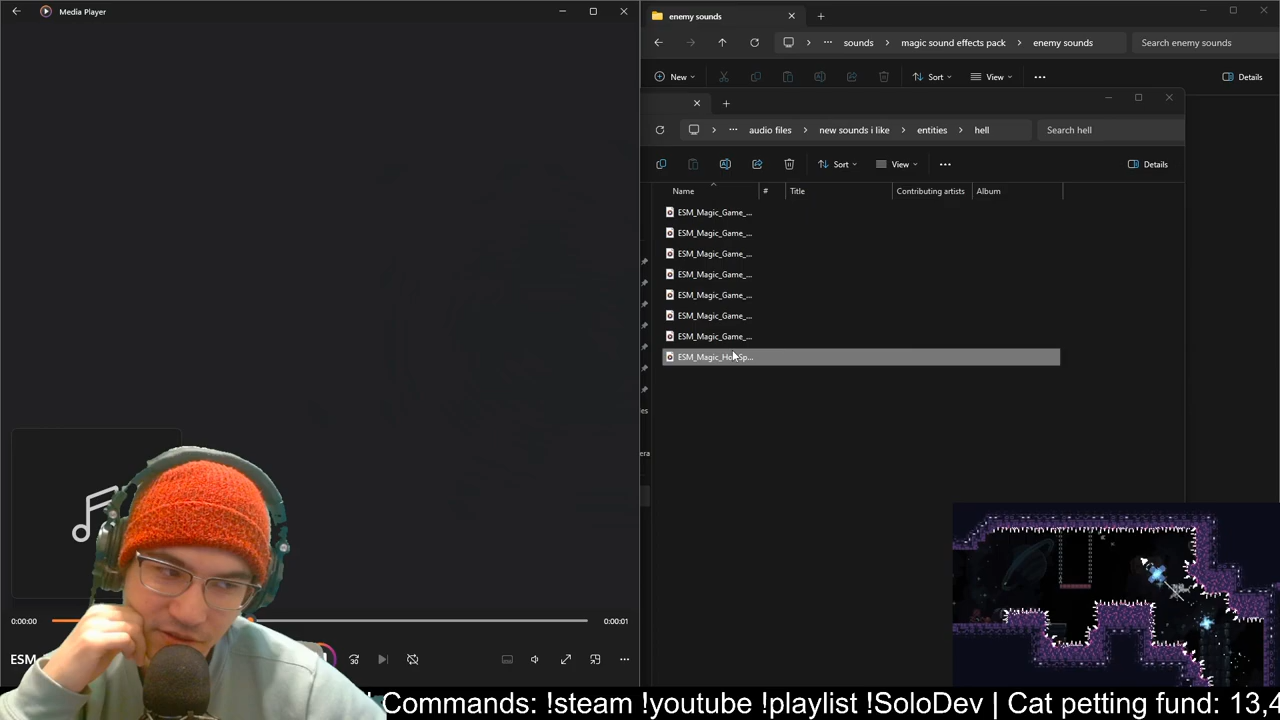 Media Player
enemy sounds
… sounds > magic sound effects pack > enemy sounds
Search enemy sounds
New
Sort
View
Details
… audio files > new sounds i like > entities > hell
Search hell
Sort
View
Details
Name
#
Title
Contributing artists
Album
ESM_Magic_Game_...
ESM_Magic_Game_...
ESM_Magic_Game_...
ESM_Magic_Game_...
ESM_Magic_Game_...
ESM_Magic_Game_...
ESM_Magic_Game_...
0:00:00
0:00:01
ESM
Commands: !steam !youtube !playlist !SoloDev | Cat petting fund: 13,4